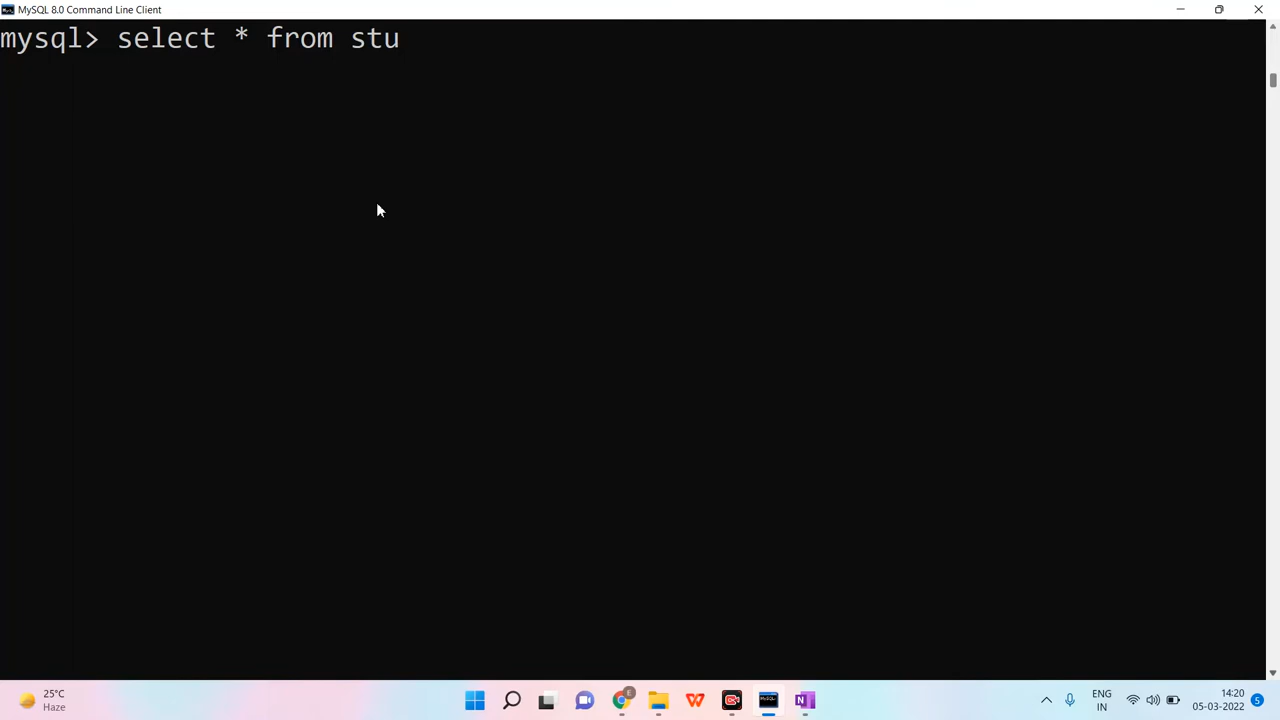 MySQL 8.0 Command Line Client
mysql> select * from stu
25°C
Haze
ENG
IN
14:20
05-03-2022
5